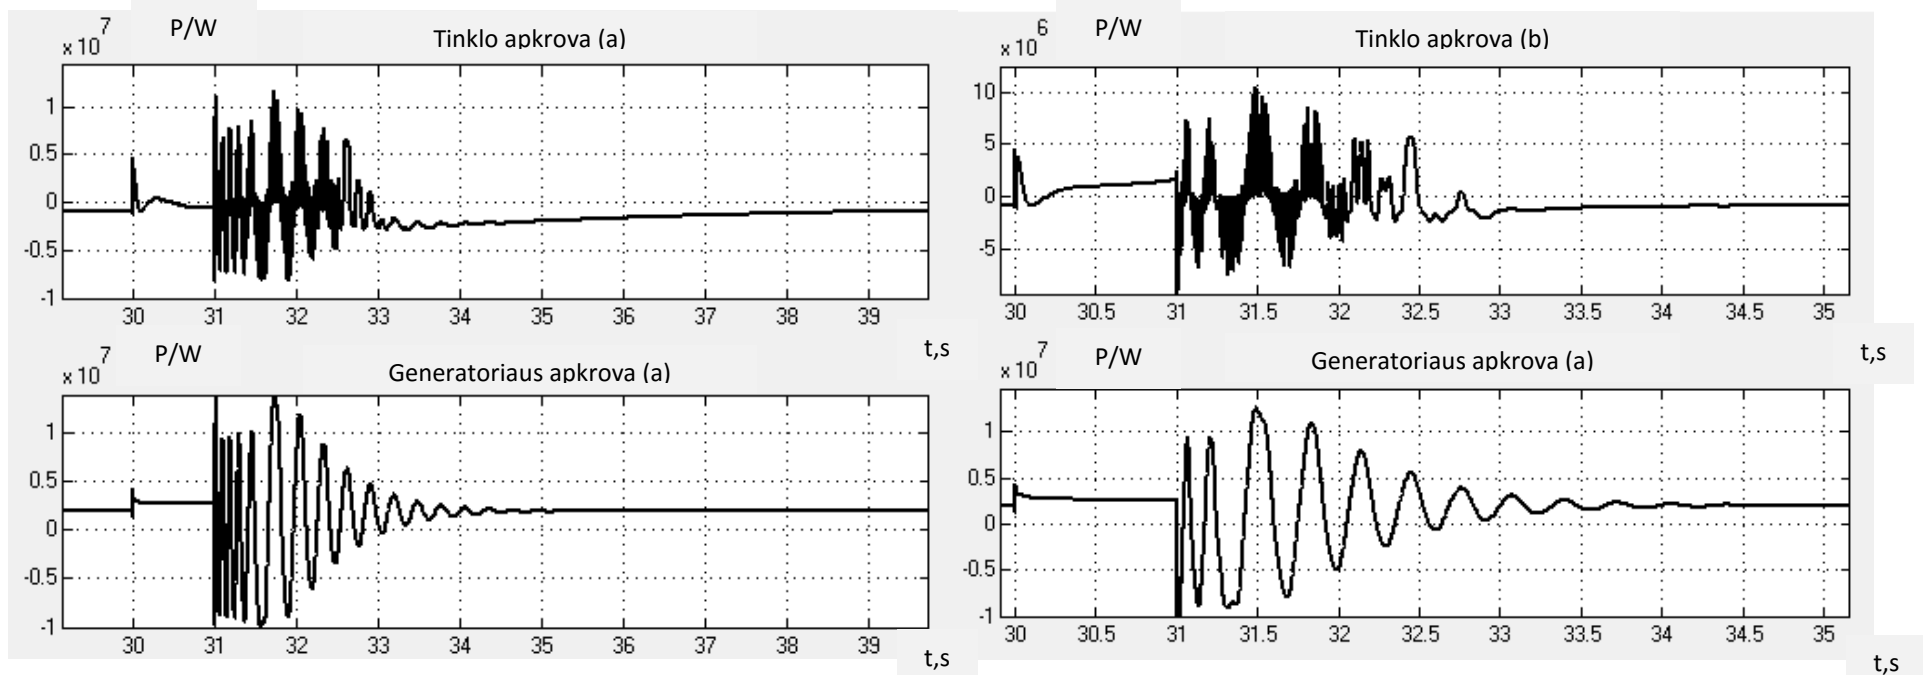 P/W
x 10 7
Tinklo apkrova (a)
1
0.5
0
-0.5
-1
30 31 32 33 34 35 36 37 38 39
t,s
P/W
x 10 6
Tinklo apkrova (b)
10
5
0
-5
30 30.5 31 31.5 32 32.5 33 33.5 34 34.5 35
t,s
P/W
x 10 7
Generatoriaus apkrova (a)
1
0.5
0
-0.5
-1
30 31 32 33 34 35 36 37 38 39
t,s
P/W
x 10 7
Generatoriaus apkrova (a)
1
0.5
0
-0.5
-1
30 30.5 31 31.5 32 32.5 33 33.5 34 34.5 35
t,s